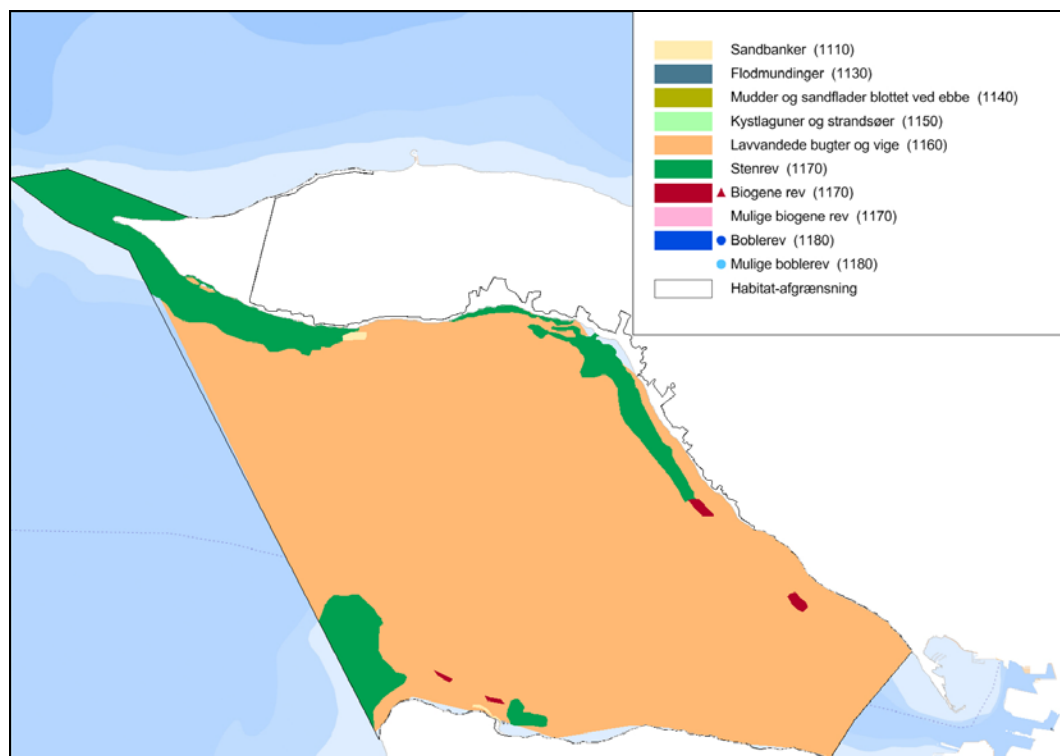 Sandbanker (1110)
Flodmundinger (1130)
Mudder og sandflader blottet ved ebbe (1140)
Kystlaguner og strandsøer (1150)
Lavvandede bugter og vige (1160)
Stenrev (1170)
Biogene rev (1170)
Mulige biogene rev (1170)
Boblerev (1180)
Mulige boblerev (1180)
Habitat-afgrænsning